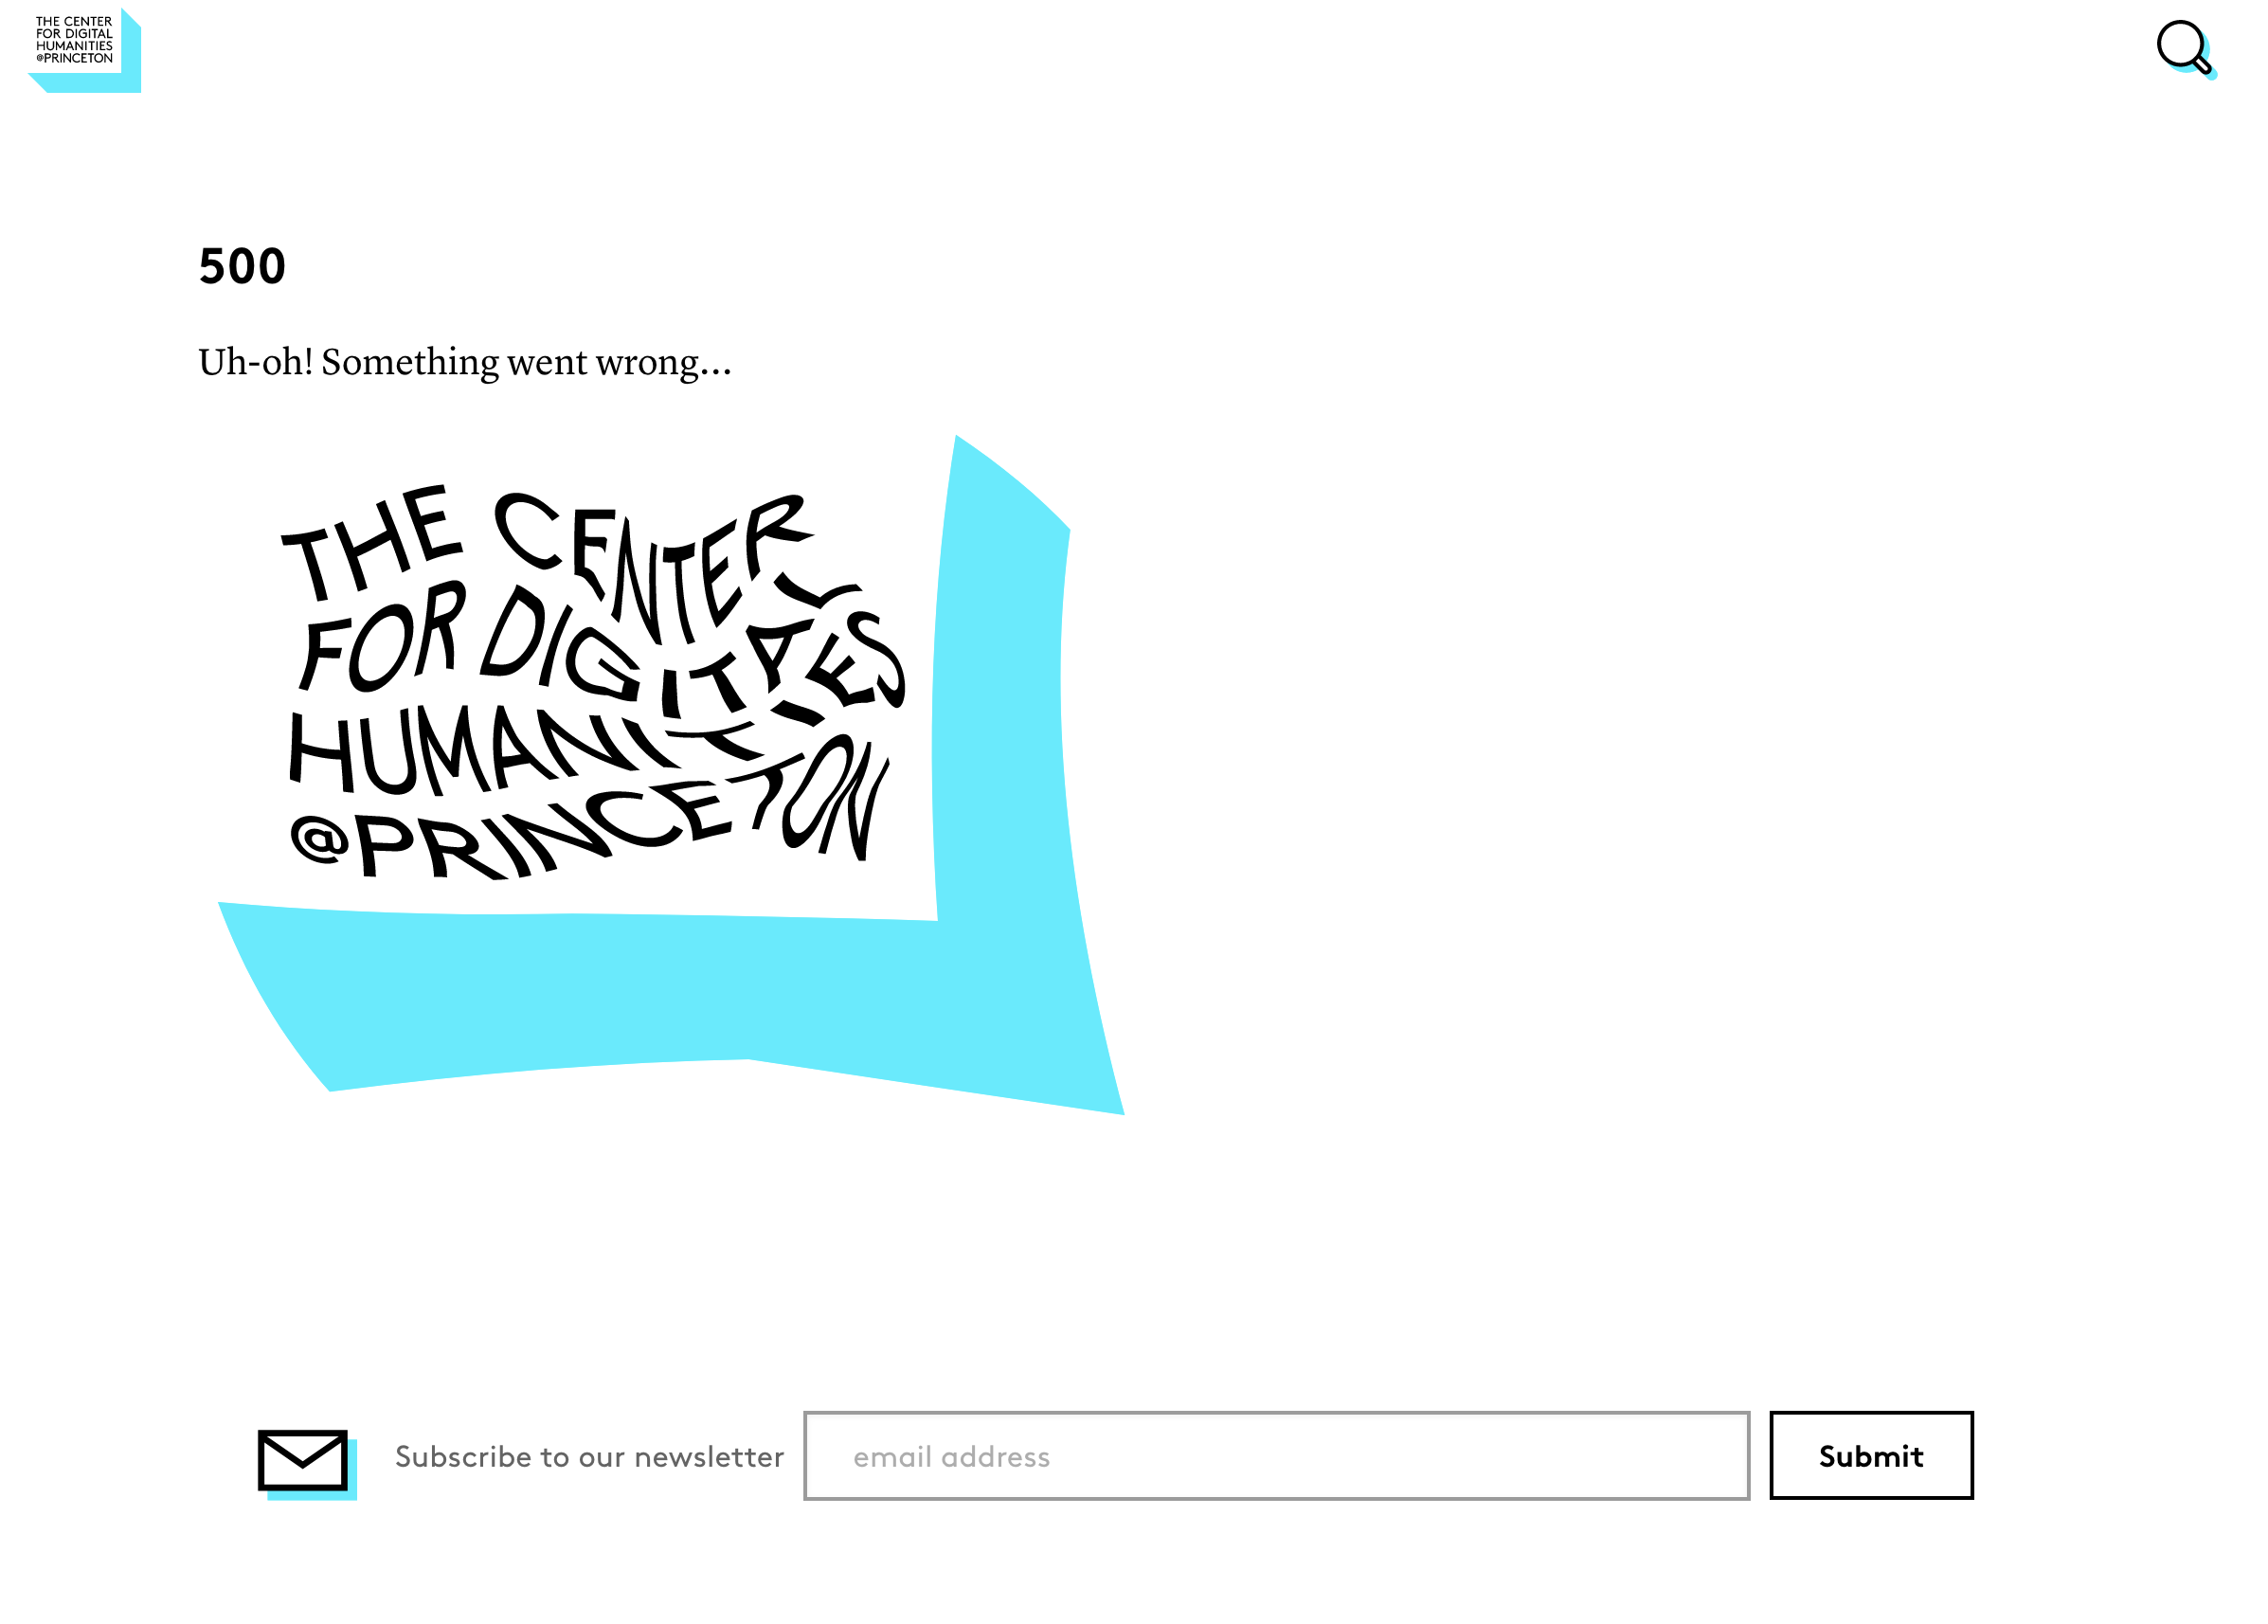 THE CENTER
FOR DIGITAL
HUMANITIES
@PRINCETON
500
Uh-oh! Something went wrong...
THE CENTER
FOR DIGITAL
HUMANITIES
@PRINCETON
Subscribe to our newsletter
email address
Submit